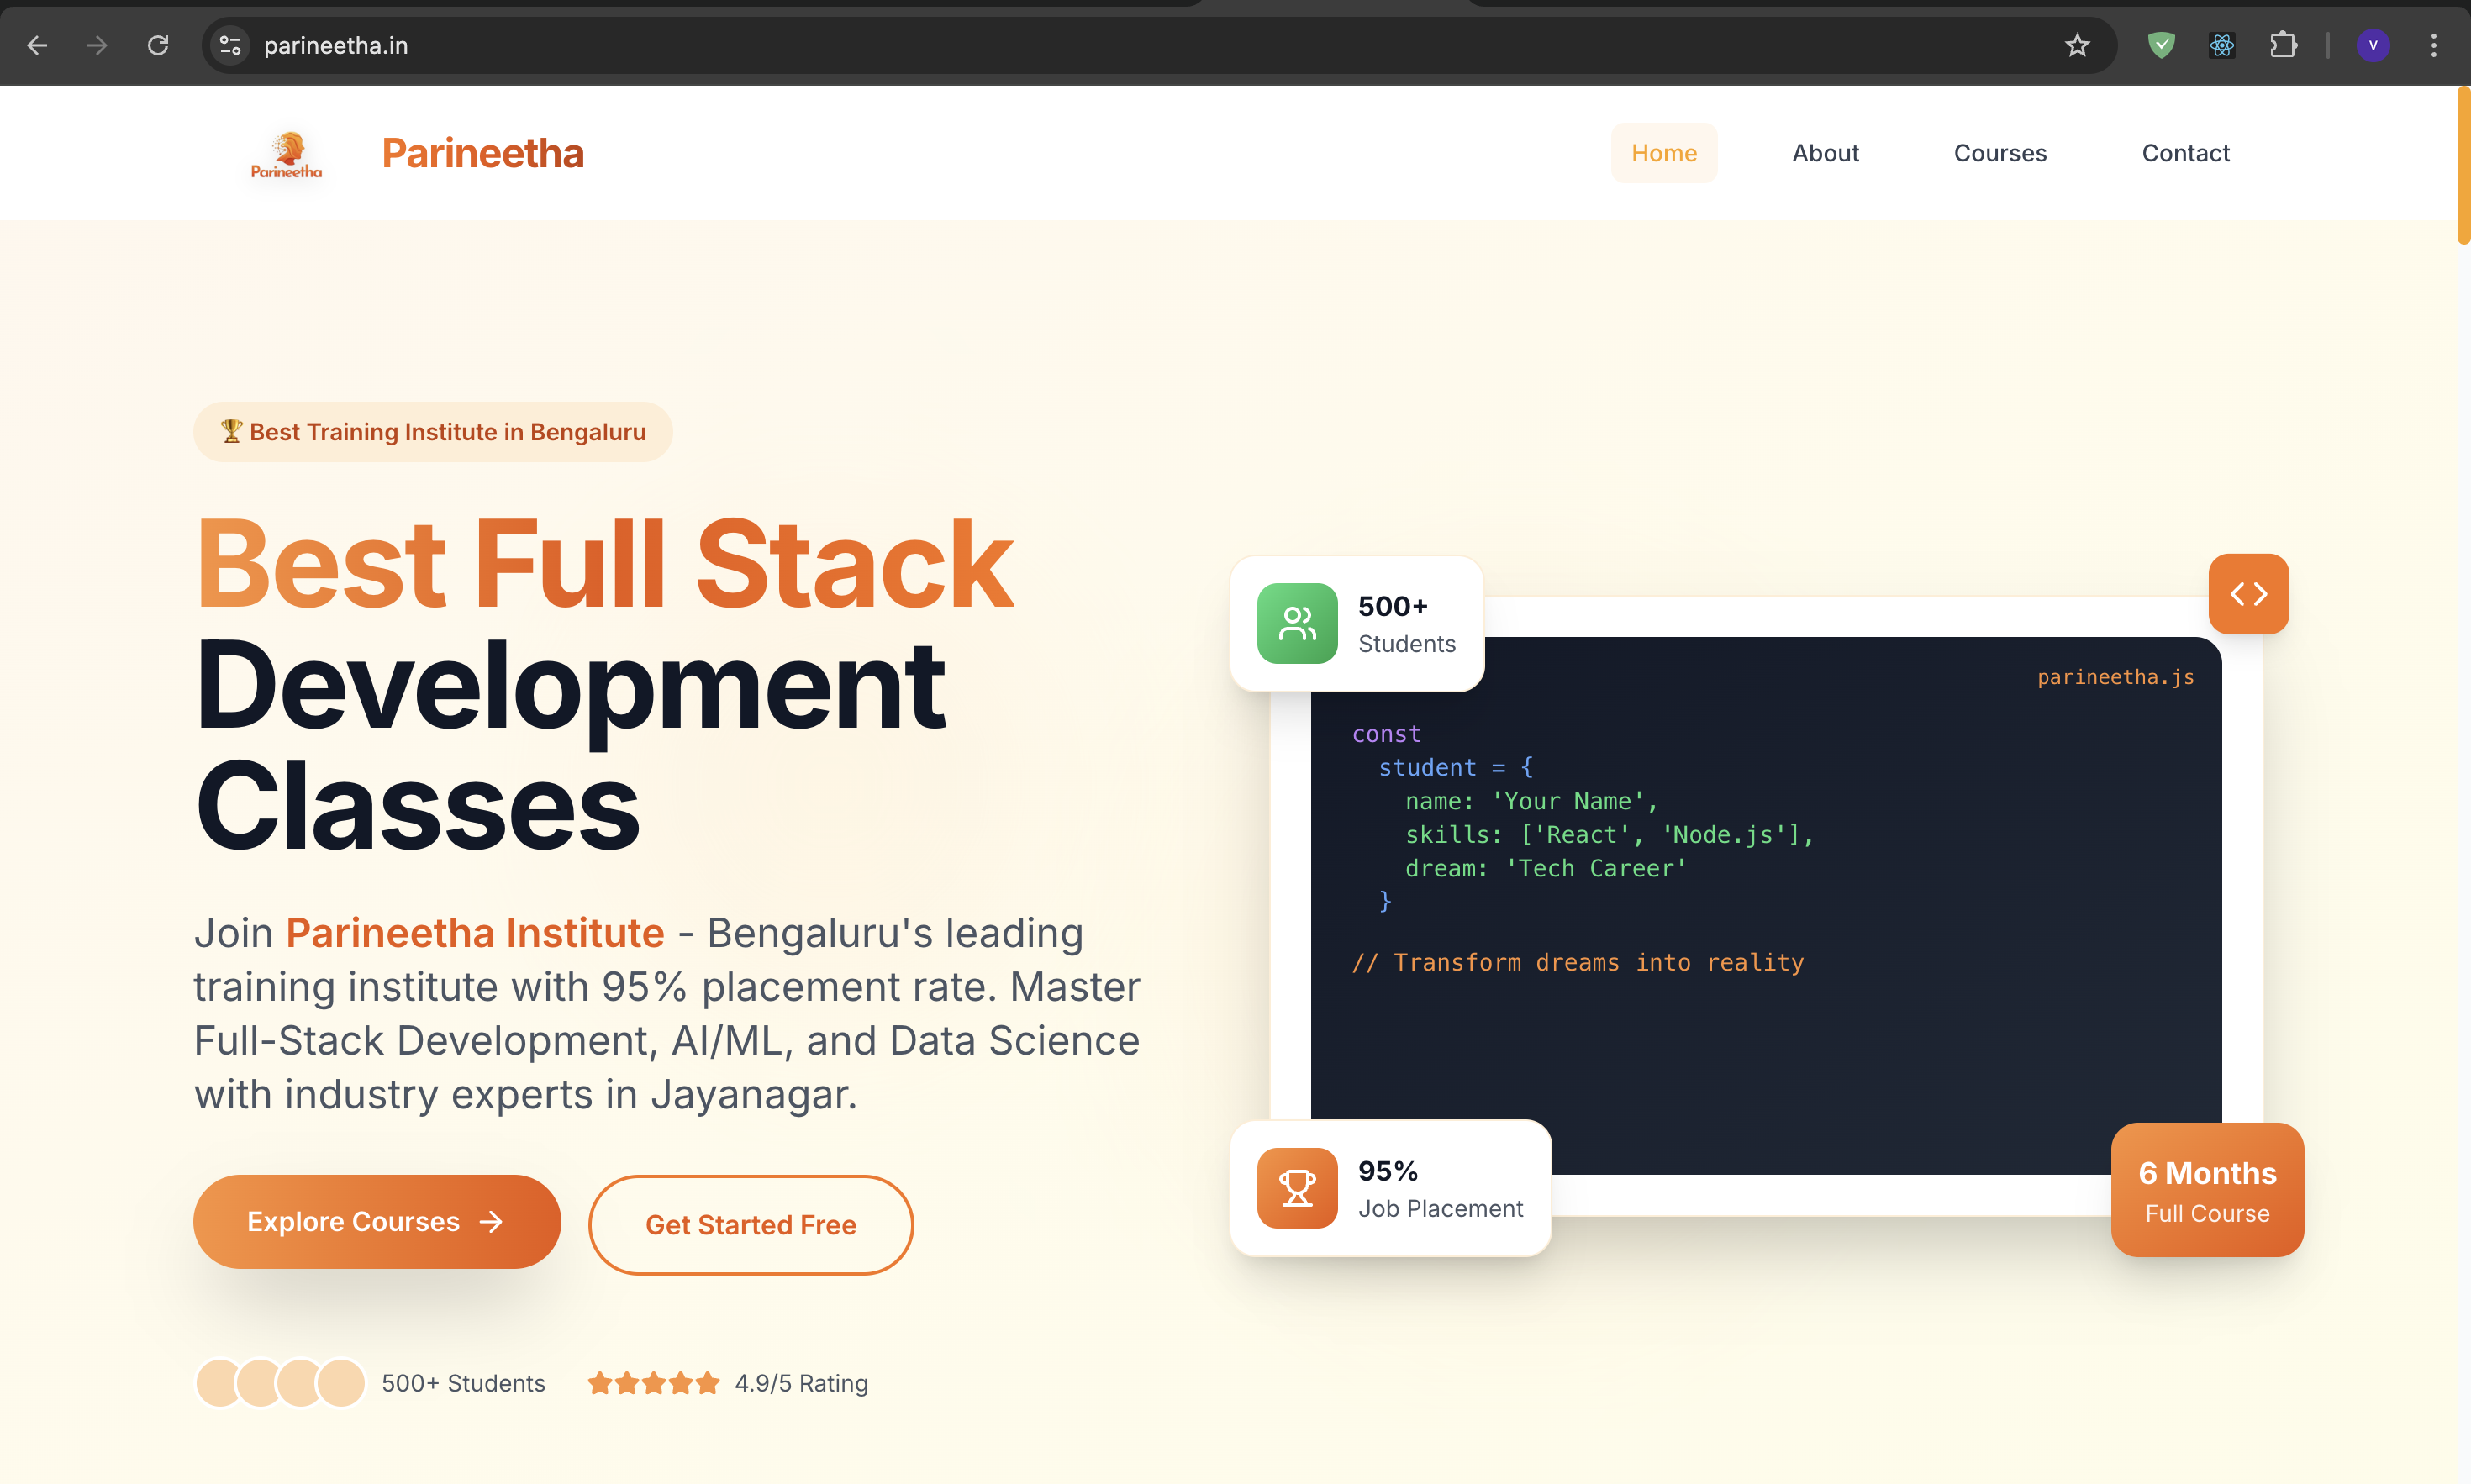 parineetha.in
V
Parineetha
Parineetha
Home
About
Courses
Contact
🏆 Best Training Institute in Bengaluru
Best Full Stack
Development
Classes
Join Parineetha Institute - Bengaluru's leading
training institute with 95% placement rate. Master
Full-Stack Development, AI/ML, and Data Science
with industry experts in Jayanagar.
Explore Courses →
Get Started Free
500+ Students
4.9/5 Rating
500+
Students
parineetha.js
const
student = {
name: 'Your Name',
skills: ['React', 'Node.js'],
dream: 'Tech Career'
}
// Transform dreams into reality
95%
Job Placement
6 Months
Full Course